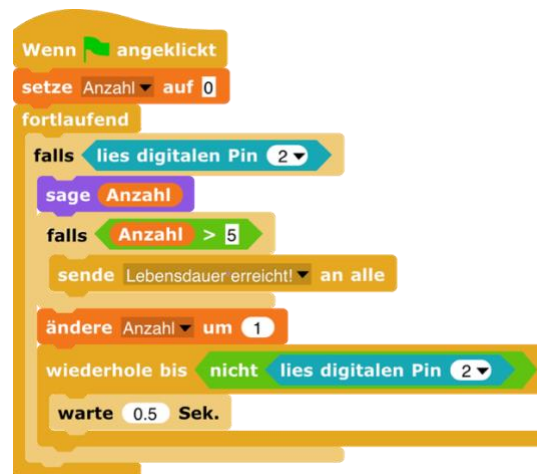 Wenn angeklickt
setze Anzahl auf 0
fortlaufend
falls lies digitalen Pin 2
sage Anzahl
falls Anzahl > 5
sende Lebensdauer erreicht! an alle
ändere Anzahl um 1
wiederhole bis nicht lies digitalen Pin 2
warte 0.5 Sek.